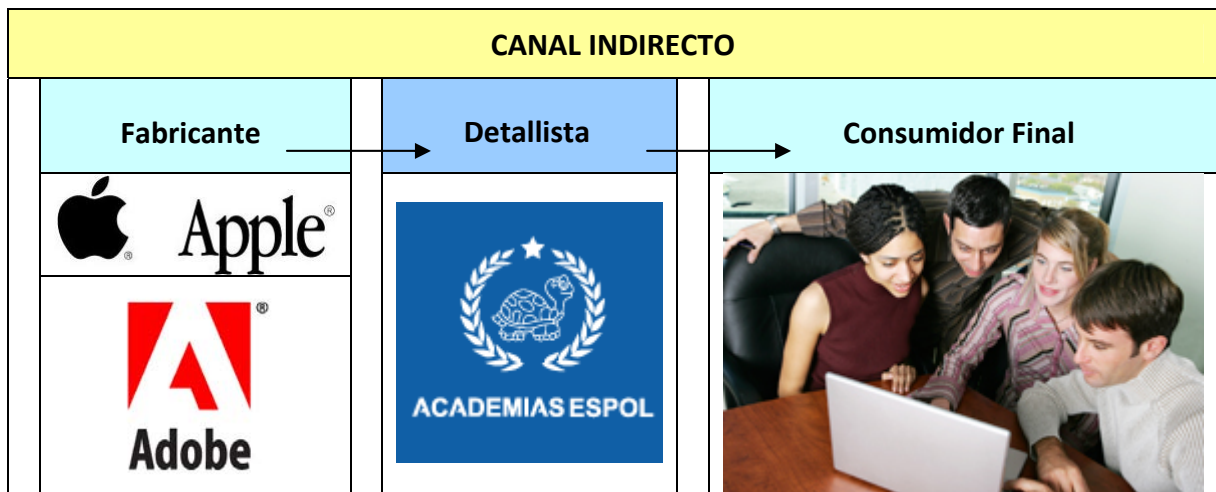 CANAL INDIRECTO
Fabricante
Detallista
Consumidor Final
Apple®
®
®
Adobe
ACADEMIAS ESPOL